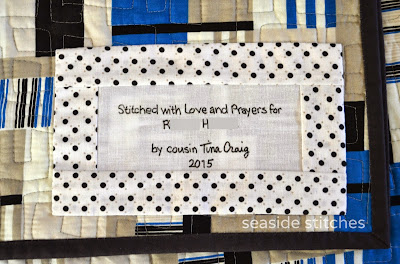 Stitched with Love and Prayers for
R H
by cousin Tina Craig
2015
seaside stitches